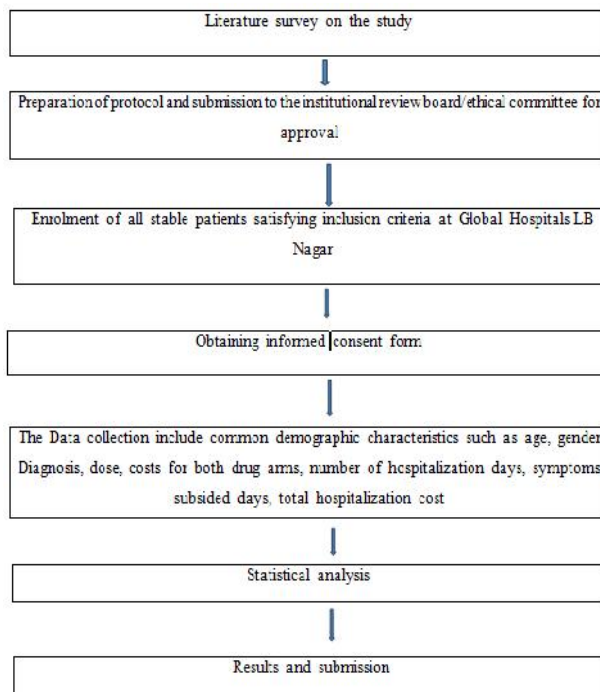 Literature survey on the study
Preparation of protocol and submission to the institutional review board/ethical committee for
approval
Enrolment of all stable patients satisfying inclusion criteria at Global Hospitals LB
Nagar
Obtaining informed consent form
The Data collection include common demographic characteristics such as age, gender
Diagnosis, dose, costs for both drug arms, number of hospitalization days, symptoms
subsided days, total hospitalization cost
Statistical analysis
Results and submission